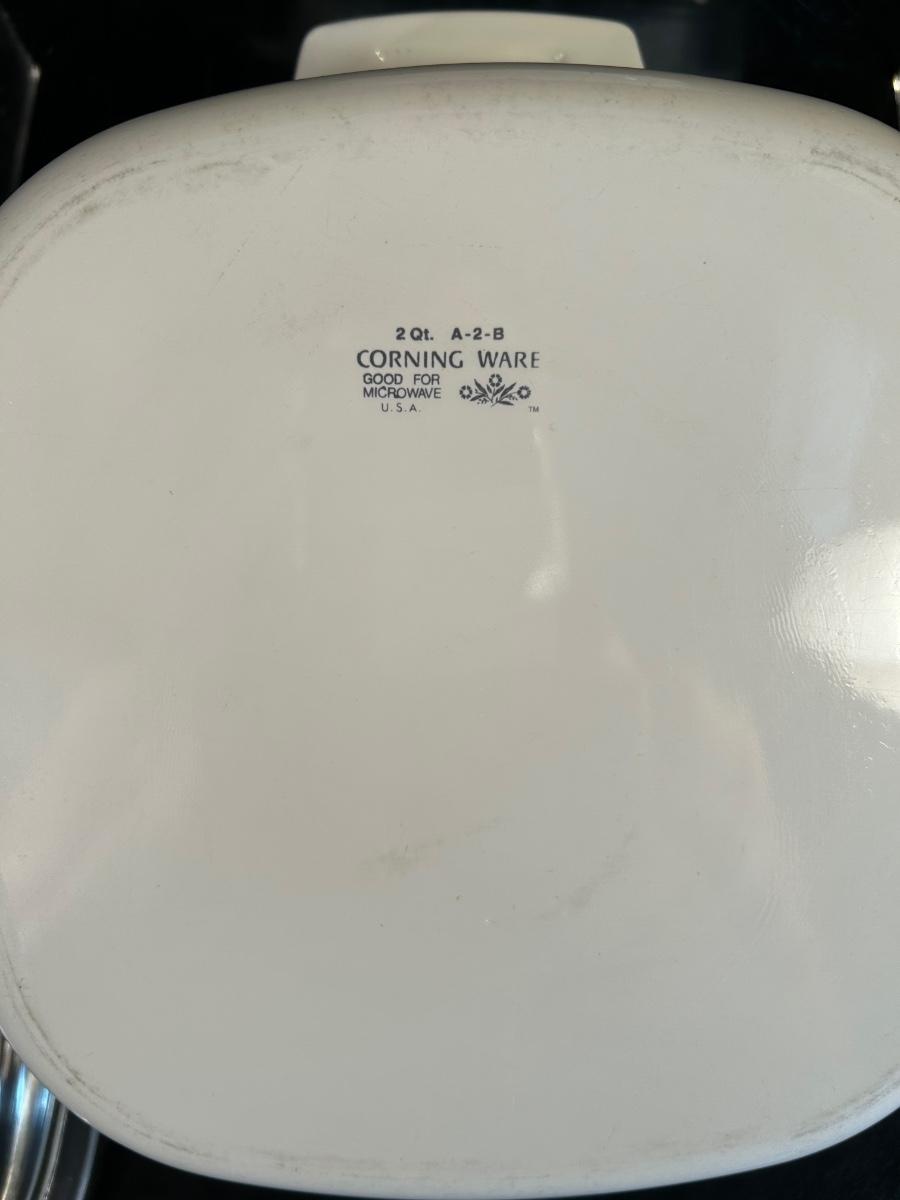 2 Qt. A-2-B
CORNING WARE
GOOD FOR
MICROWAVE
U.S.A.
TM